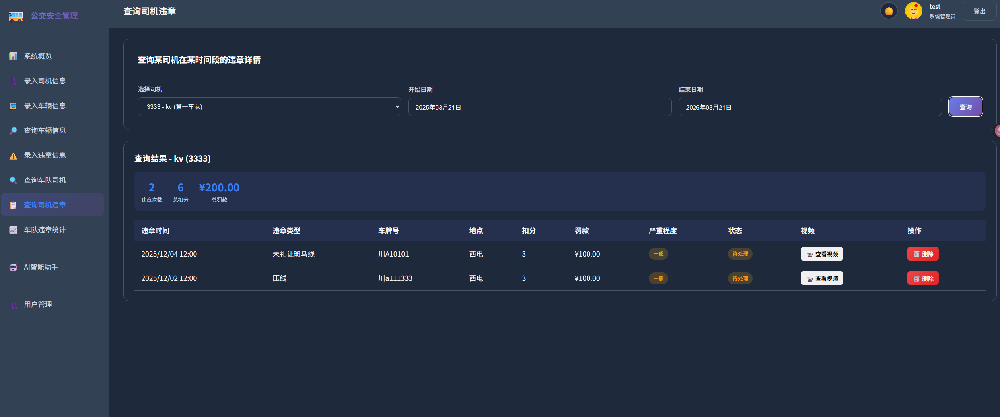 公交安全管理
查询司机违章
test
系统管理员
登出
系统概览
录入司机信息
录入车辆信息
查询车辆信息
录入违章信息
查询车队司机
查询司机违章
车队违章统计
AI智能助手
用户管理
查询某司机在某时间段的违章详情
选择司机
开始日期
结束日期
3333 - kv (第一车队)
2025年03月21日
2026年03月21日
查询
查询结果 - kv (3333)
2 6 ¥200.00
违章次数 总扣分 总罚款
违章时间 违章类型 车牌号 地点 扣分 罚款 严重程度 状态 视频 操作
2025/12/04 12:00 未礼让斑马线 川A10101 西电 3 ¥100.00 一般 待处理 查看视频 删除
2025/12/02 12:00 压线 川a111333 西电 3 ¥100.00 一般 待处理 查看视频 删除